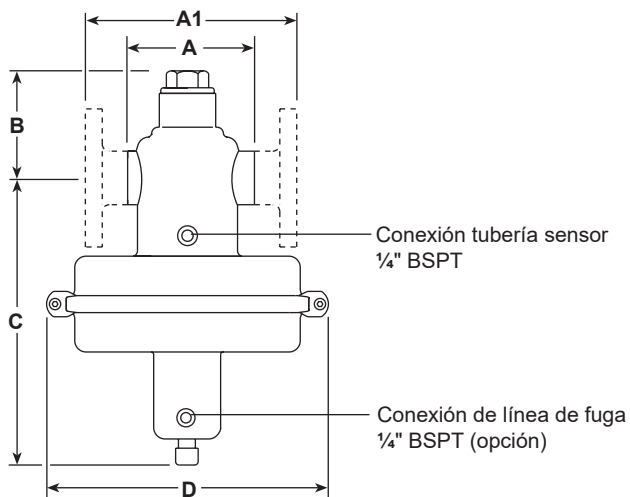 A1
A
B
Conexión tubería sensor
¼" BSPT
C
Conexión de línea de fuga
¼" BSPT (opción)
D